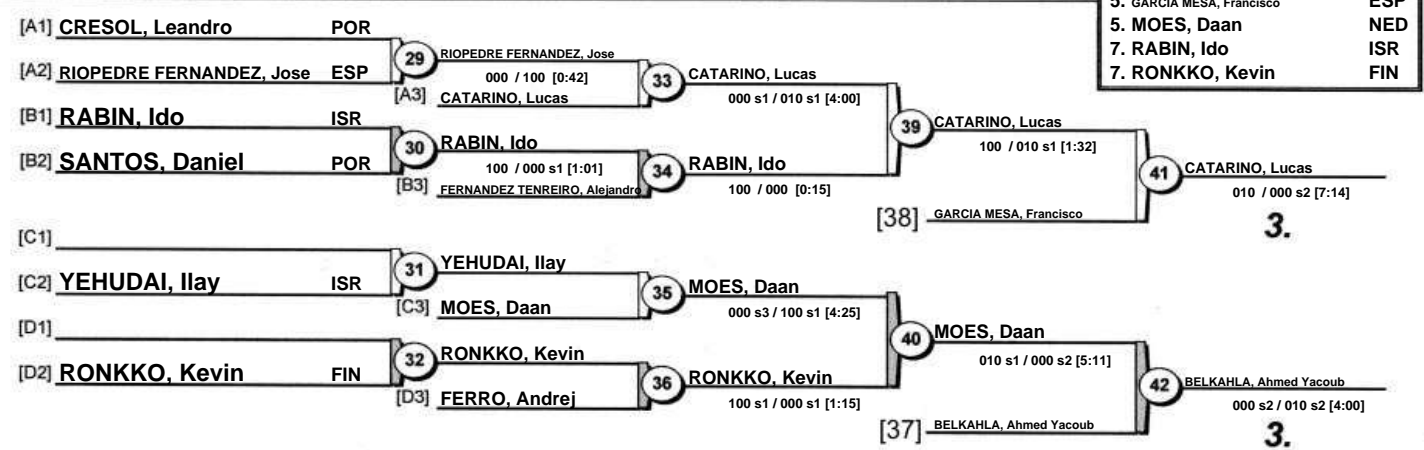 5. GARCIA MESA, Francisco ESP
5. MOES, Daan NED
7. RABIN, Ido ISR
7. RONKKO, Kevin FIN
[A1] CRESOL, Leandro POR
[A2] RIOPEDRE FERNANDEZ, Jose ESP
29
RIOPEDRE FERNANDEZ, Jose
000 / 100 [0:42]
[A3] CATARINO, Lucas
33
CATARINO, Lucas
000 s1 / 010 s1 [4:00]
[B1] RABIN, Ido ISR
[B2] SANTOS, Daniel POR
30
RABIN, Ido
100 / 000 s1 [1:01]
[B3] FERNANDEZ TENREIRO, Alejandro
34
RABIN, Ido
100 / 000 [0:15]
39
CATARINO, Lucas
100 / 010 s1 [1:32]
[38] GARCIA MESA, Francisco
41
CATARINO, Lucas
010 / 000 s2 [7:14]
3.
[C1]
[C2] YEHUDAI, Ilay ISR
31
YEHUDAI, Ilay
[C3] MOES, Daan
35
MOES, Daan
000 s3 / 100 s1 [4:25]
[D1]
[D2] RONKKO, Kevin FIN
32
RONKKO, Kevin
[D3] FERRO, Andrej
36
RONKKO, Kevin
100 s1 / 000 s1 [1:15]
40
MOES, Daan
010 s1 / 000 s2 [5:11]
[37] BELKAHLA, Ahmed Yacoub
42
BELKAHLA, Ahmed Yacoub
000 s2 / 010 s2 [4:00]
3.